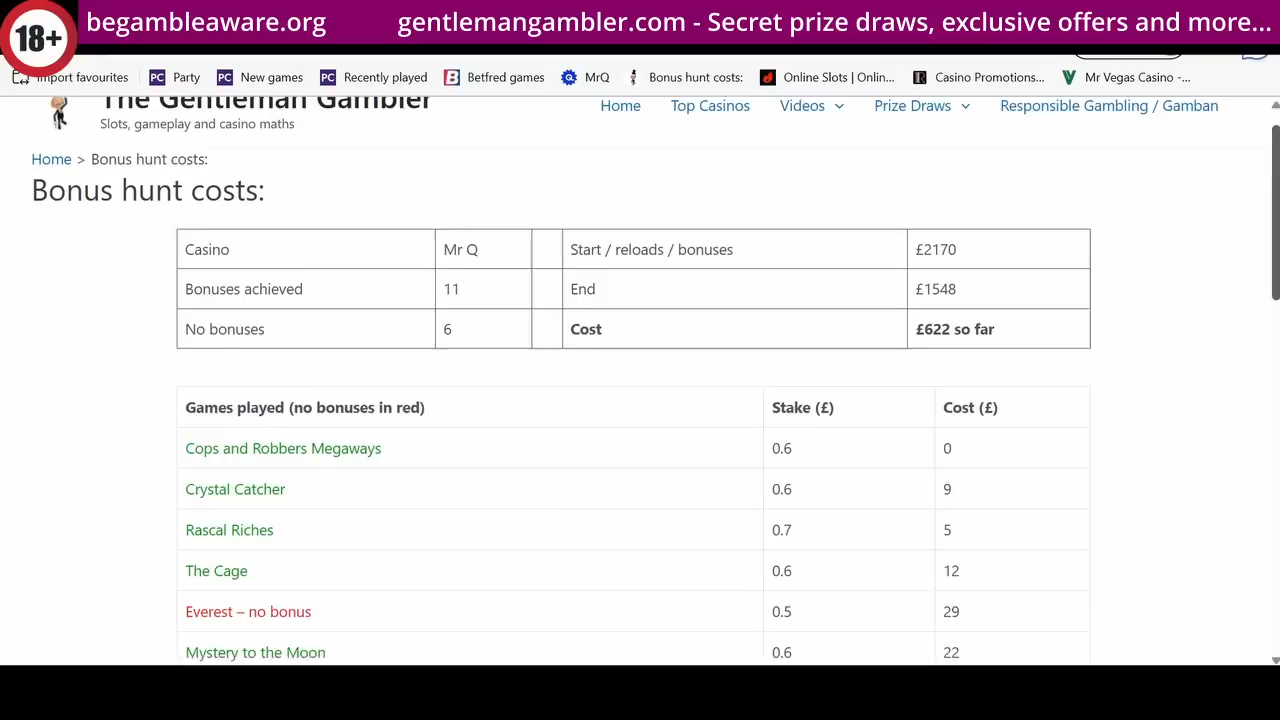 18+
begambleaware.org gentlemangambler.com - Secret prize draws, exclusive offers and more...
Import favourites Party New games Recently played Betfred games MrQ Bonus hunt costs: Online Slots | Onlin... Casino Promotions... Mr Vegas Casino -...
The Gentleman Gambler
Home Top Casinos Videos Prize Draws Responsible Gambling / Gamban
Slots, gameplay and casino maths
Home > Bonus hunt costs:
Bonus hunt costs:
Casino Mr Q Start / reloads / bonuses £2170
Bonuses achieved 11 End £1548
No bonuses 6 Cost £622 so far
Games played (no bonuses in red) Stake (£) Cost (£)
Cops and Robbers Megaways 0.6 0
Crystal Catcher 0.6 9
Rascal Riches 0.7 5
The Cage 0.6 12
Everest – no bonus 0.5 29
Mystery to the Moon 0.6 22